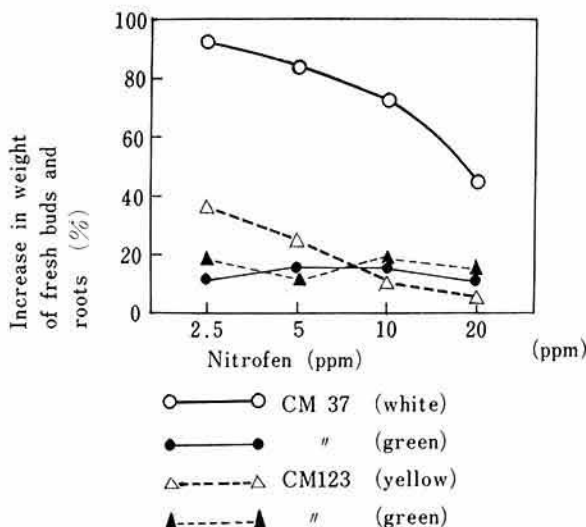 100
80
60
40
20
0
Increase in weight
of fresh buds and
roots (%)
2.5 5 10 20
Nitrofen (ppm) (ppm)
CM 37 (white)
〃 (green)
CM123 (yellow)
〃 (green)